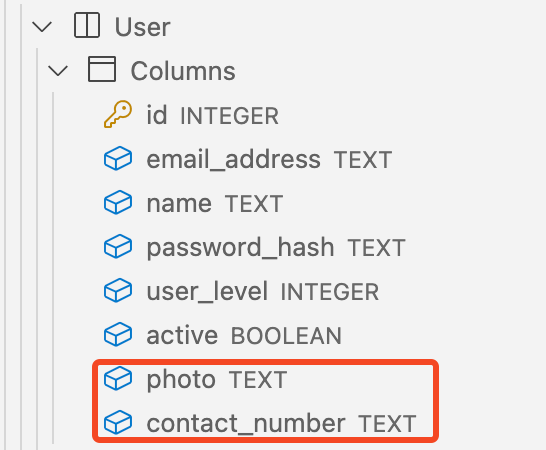 User
Columns
id INTEGER
email_address TEXT
name TEXT
password_hash TEXT
user_level INTEGER
active BOOLEAN
photo TEXT
contact_number TEXT